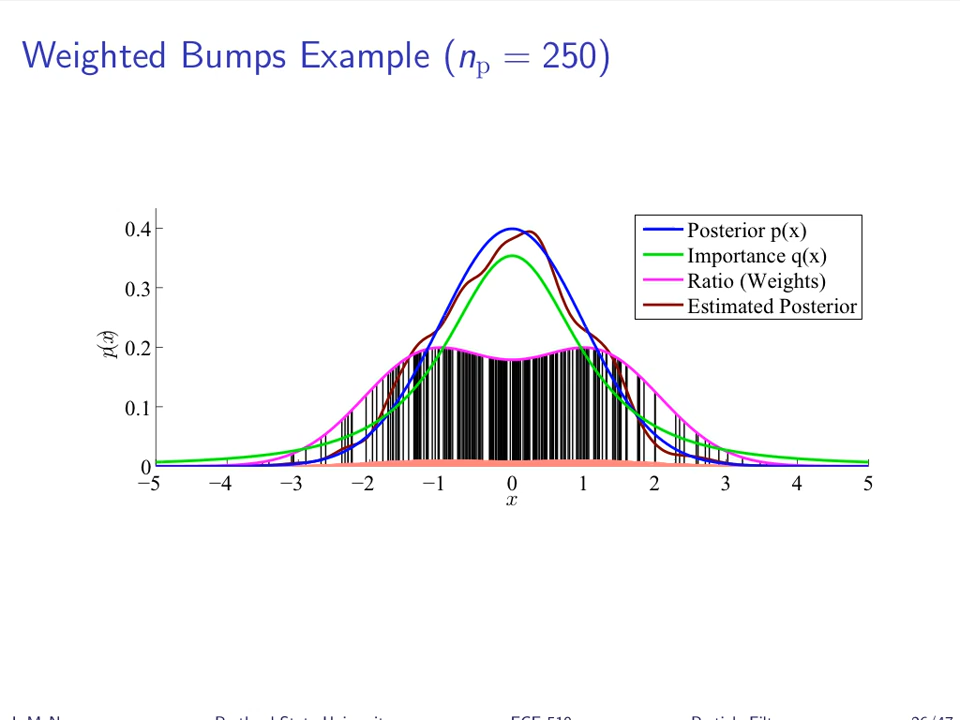 Weighted Bumps Example (np = 250)
0.4
0.3
0.2
0.1
0
p(x)
Posterior p(x)
Importance q(x)
Ratio (Weights)
Estimated Posterior
−5 −4 −3 −2 −1 0 1 2 3 4 5
x